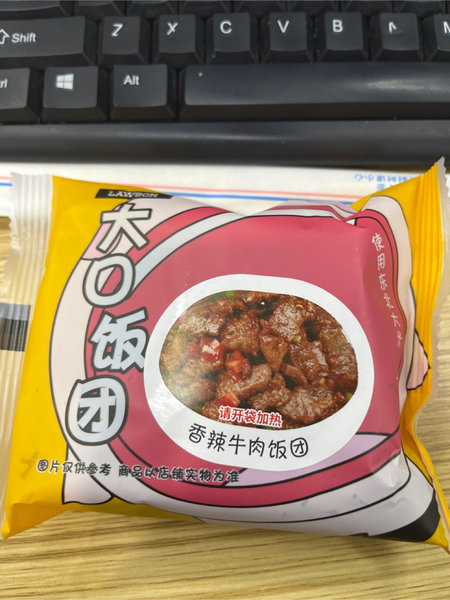 Shift
Z
X
C
V
B
N
M
Alt
LAWSON
大口饭团
使用东北大米
请开袋加热
香辣牛肉饭团
图片仅供参考 商品以店铺实物为准